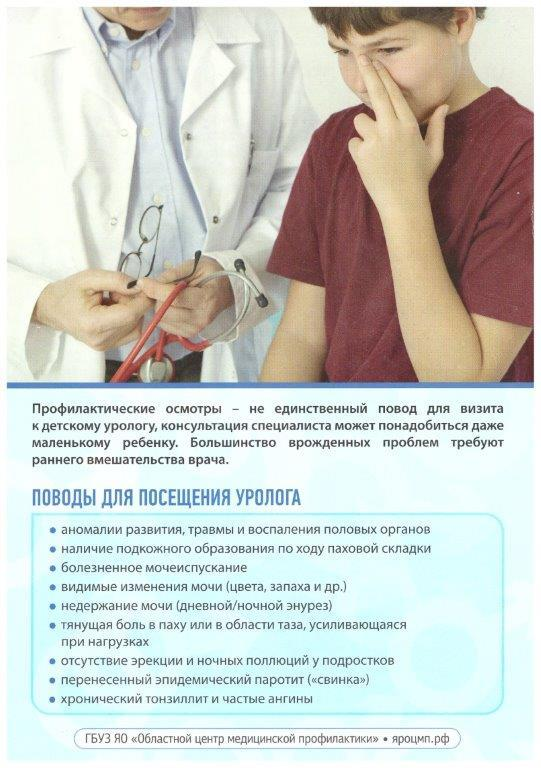 Профилактические осмотры – не единственный повод для визита
к детскому урологу, консультация специалиста может понадобиться даже
маленькому ребенку. Большинство врожденных проблем требуют
раннего вмешательства врача.
ПОВОДЫ ДЛЯ ПОСЕЩЕНИЯ УРОЛОГА
• аномалии развития, травмы и воспаления половых органов
• наличие подкожного образования по ходу паховой складки
• болезненное мочеиспускание
• видимые изменения мочи (цвета, запаха и др.)
• недержание мочи (дневной/ночной энурез)
• тянущая боль в паху или в области таза, усиливающаяся
при нагрузках
• отсутствие эрекции и ночных поллюций у подростков
• перенесенный эпидемический паротит («свинка»)
• хронический тонзиллит и частые ангины
ГБУЗ ЯО «Областной центр медицинской профилактики» • яроцмп.рф